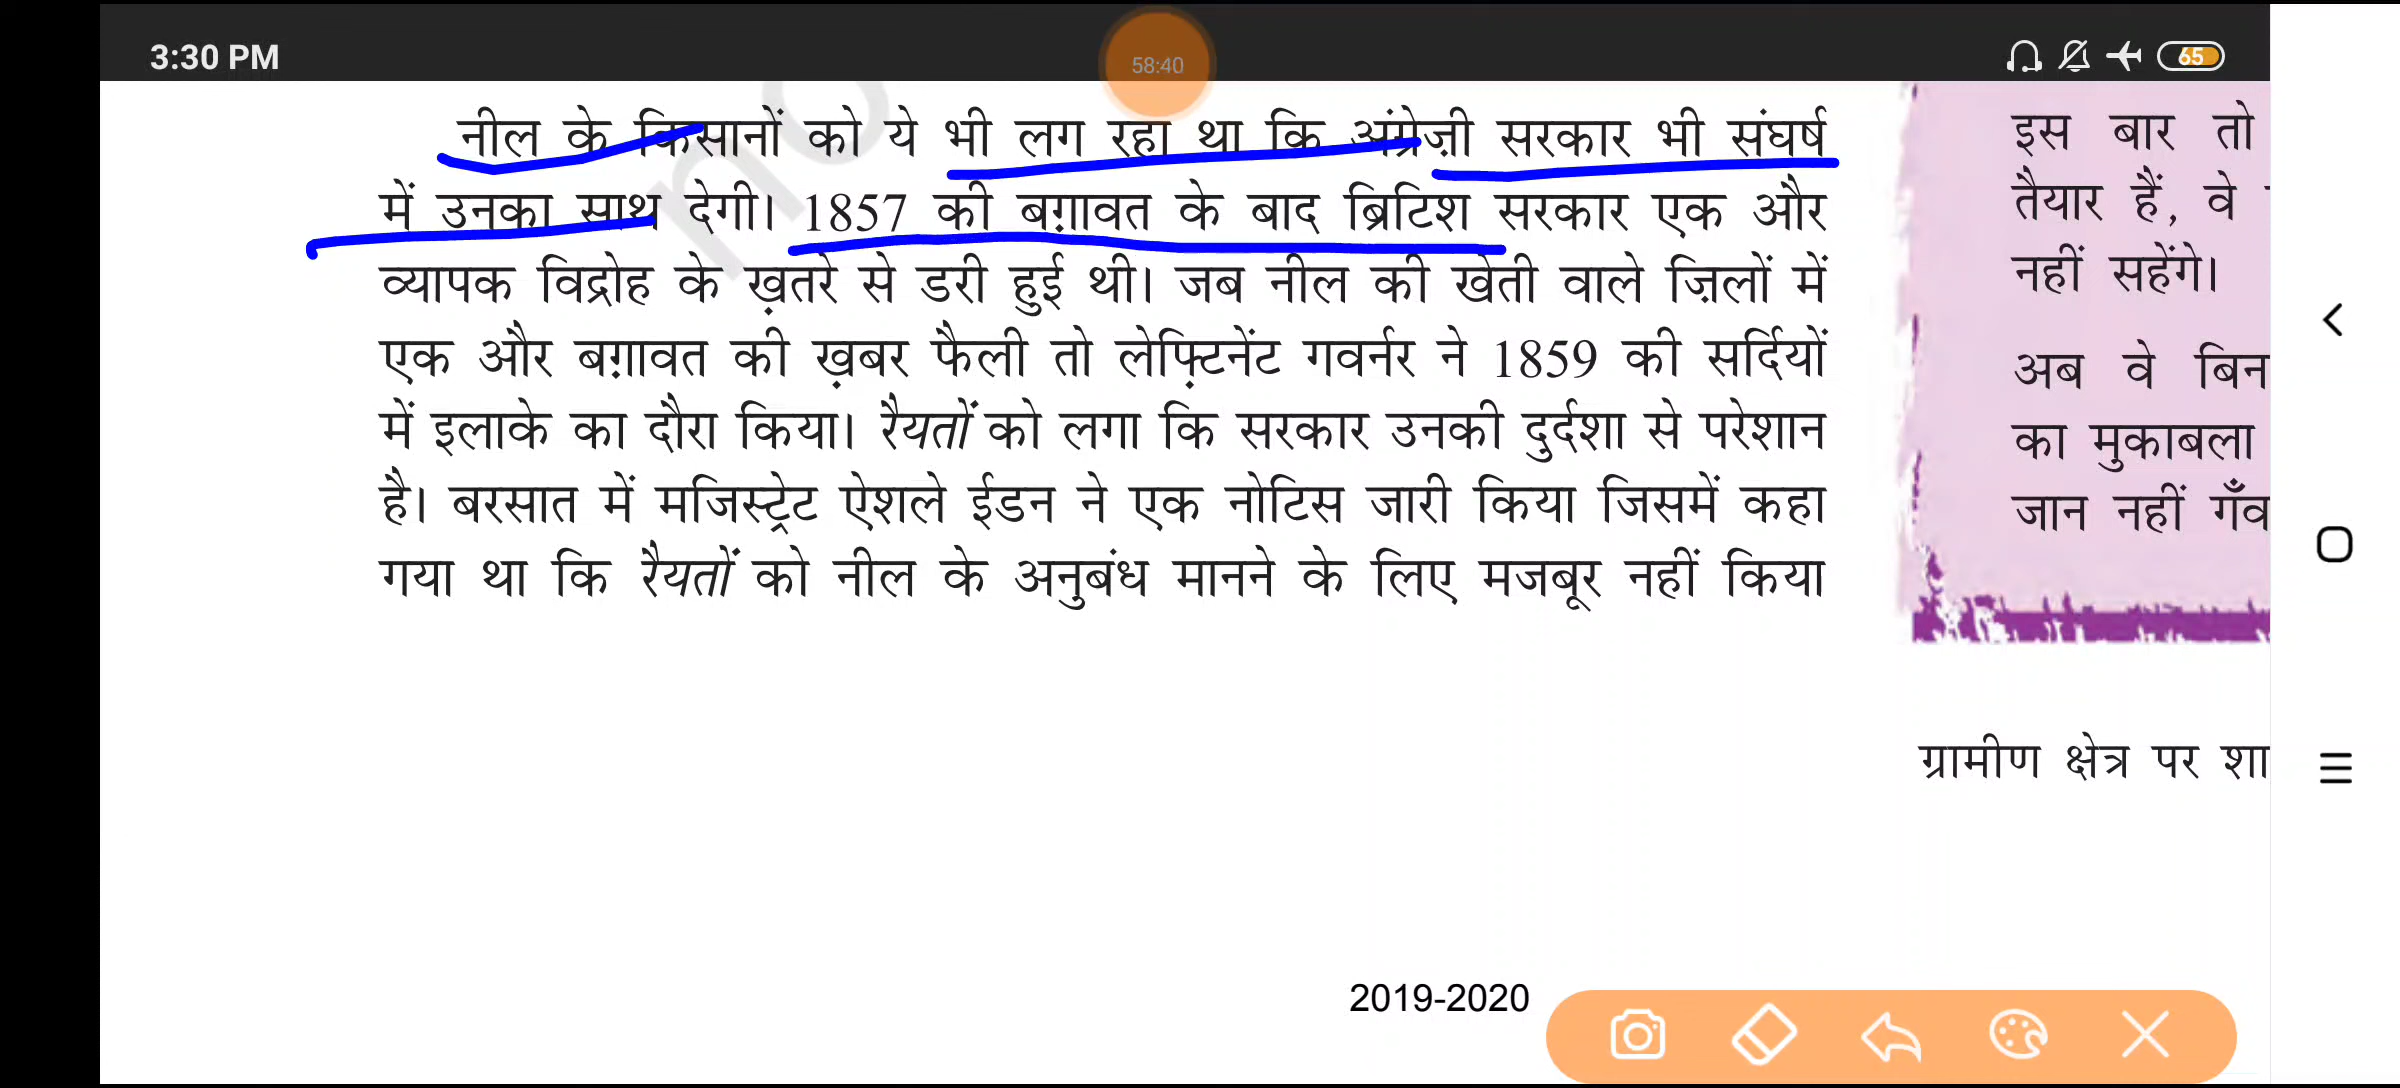 3:30 PM
58:40
65
नील के किसानों को ये भी लग रहा था कि अंग्रेज़ी सरकार भी संघर्ष
में उनका साथ देगी। 1857 की बग़ावत के बाद ब्रिटिश सरकार एक और
व्यापक विद्रोह के ख़तरे से डरी हुई थी। जब नील की खेती वाले ज़िलों में
एक और बग़ावत की ख़बर फैली तो लेफ़्टिनेंट गवर्नर ने 1859 की सर्दियों
में इलाके का दौरा किया। रैयतों को लगा कि सरकार उनकी दुर्दशा से परेशान
है। बरसात में मजिस्ट्रेट ऐशले ईडन ने एक नोटिस जारी किया जिसमें कहा
गया था कि रैयतों को नील के अनुबंध मानने के लिए मजबूर नहीं किया
इस बार तो
तैयार हैं, वे
नहीं सहेंगे।
अब वे बिन
का मुकाबला
जान नहीं गँव
ग्रामीण क्षेत्र पर शा
2019-2020
no